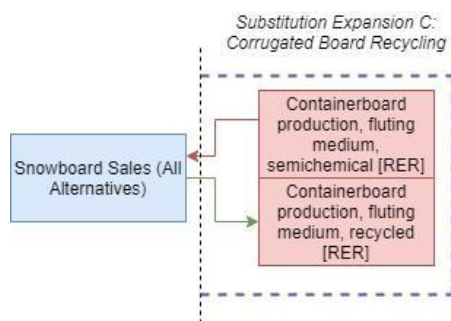 Substitution Expansion C:
Corrugated Board Recycling
Containerboard
production, fluting
medium,
semichemical [RER]
Snowboard Sales (All
Alternatives)
Containerboard
production, fluting
medium, recycled
[RER]